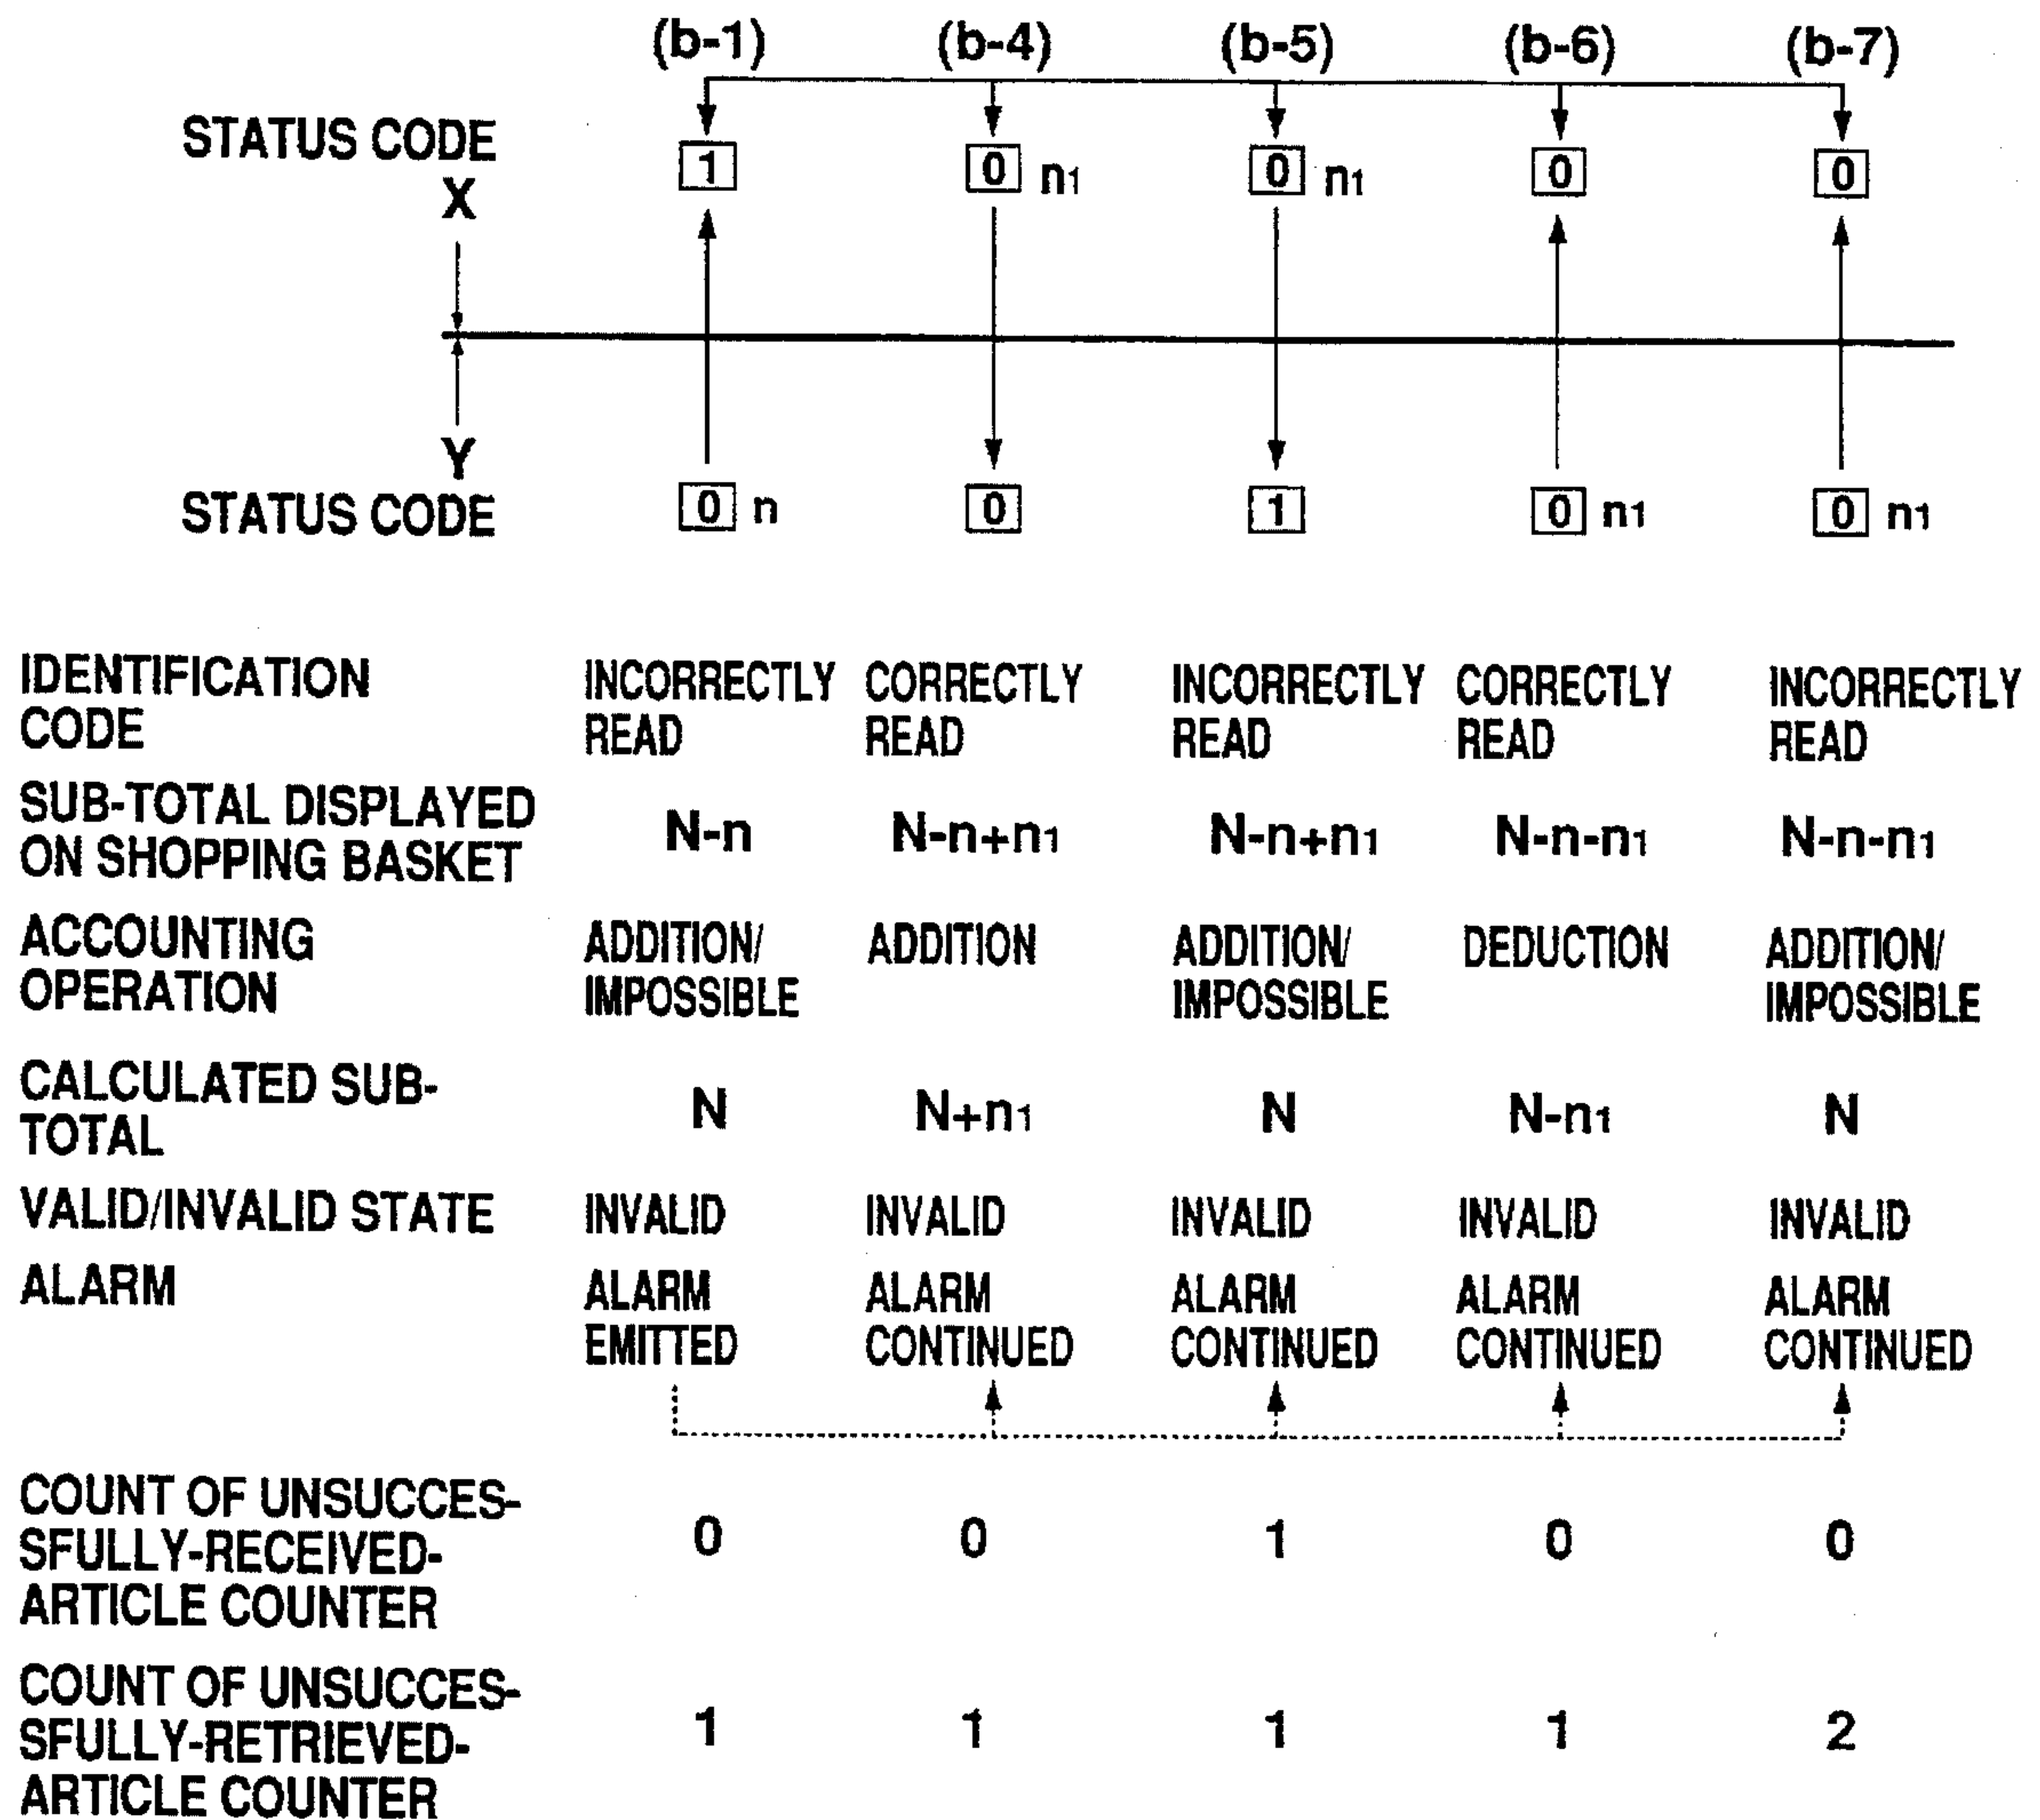 (b-1) (b-4) (b-5) (b-6) (b-7)
STATUS CODE
X
1 0 n1 0 n1 0 0
Y
STATUS CODE
0 n 0 1 0 n1 0 n1
IDENTIFICATION
CODE
INCORRECTLY
READ
CORRECTLY
READ
INCORRECTLY
READ
CORRECTLY
READ
INCORRECTLY
READ
SUB-TOTAL DISPLAYED
ON SHOPPING BASKET
N-n N-n+n1 N-n+n1 N-n-n1 N-n-n1
ACCOUNTING
OPERATION
ADDITION/
IMPOSSIBLE
ADDITION
ADDITION/
IMPOSSIBLE
DEDUCTION
ADDITION/
IMPOSSIBLE
CALCULATED SUB-
TOTAL
N N+n1 N N-n1 N
VALID/INVALID STATE
INVALID INVALID INVALID INVALID INVALID
ALARM
ALARM
EMITTED
ALARM
CONTINUED
ALARM
CONTINUED
ALARM
CONTINUED
ALARM
CONTINUED
COUNT OF UNSUCCES-
SFULLY-RECEIVED-
ARTICLE COUNTER
0 0 1 0 0
COUNT OF UNSUCCES-
SFULLY-RETRIEVED-
ARTICLE COUNTER
1 1 1 1 2